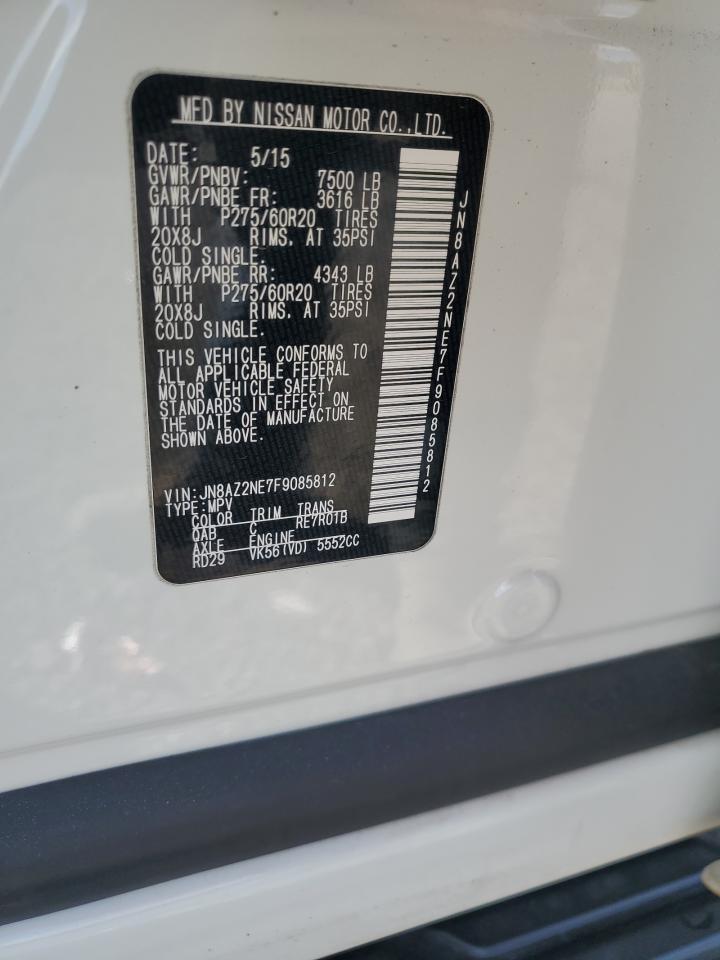 MFD BY NISSAN MOTOR CO.,LTD.
DATE: 5/15
GVWR/PNBV: 7500 LB
GAWR/PNBE FR: 3616 LB
WITH P275/60R20 TIRES
20X8J RIMS. AT 35PSI
COLD SINGLE.
GAWR/PNBE RR: 4343 LB
WITH P275/60R20 TIRES
20X8J RIMS. AT 35PSI
COLD SINGLE.
THIS VEHICLE CONFORMS TO
ALL APPLICABLE FEDERAL
MOTOR VEHICLE SAFETY
STANDARDS IN EFFECT ON
THE DATE OF MANUFACTURE
SHOWN ABOVE.
VIN:JN8AZ2NE7F9085812
TYPE:MPV
COLOR TRIM TRANS
QAB C RE7R01B
AXLE ENGINE
RD29 VK56(VD) 5552CC
JN8AZ2NE7F9085812